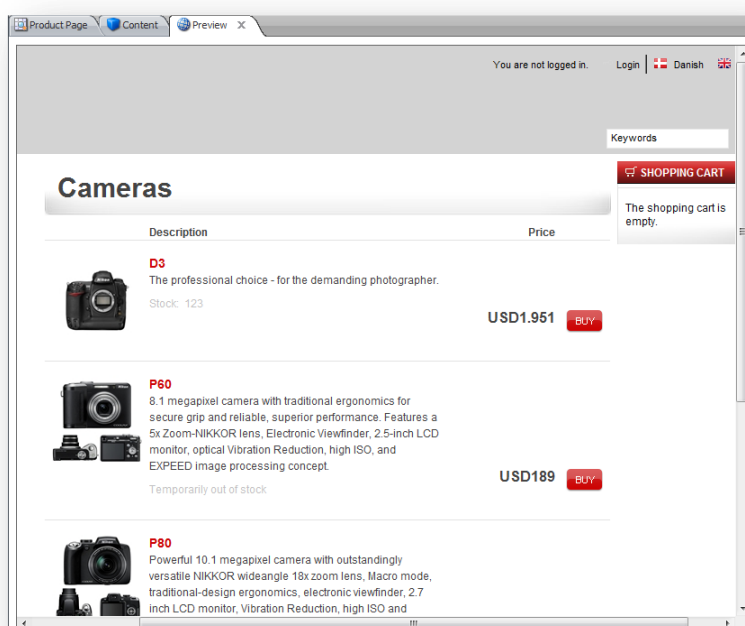 Product Page
Content
Preview X
You are not logged in.
Login
Danish
Keywords
SHOPPING CART
The shopping cart is
empty.
Cameras
Description
Price
D3
The professional choice - for the demanding photographer.
Stock: 123
USD1.951
BUY
P60
8.1 megapixel camera with traditional ergonomics for
secure grip and reliable, superior performance. Features a
5x Zoom-NIKKOR lens, Electronic Viewfinder, 2.5-inch LCD
monitor, optical Vibration Reduction, high ISO, and
EXPEED image processing concept.
Temporarily out of stock
USD189
BUY
P80
Powerful 10.1 megapixel camera with outstandingly
versatile NIKKOR wideangle 18x zoom lens, Macro mode,
traditional-design ergonomics, electronic viewfinder, 2.7
inch LCD monitor, Vibration Reduction, high ISO and